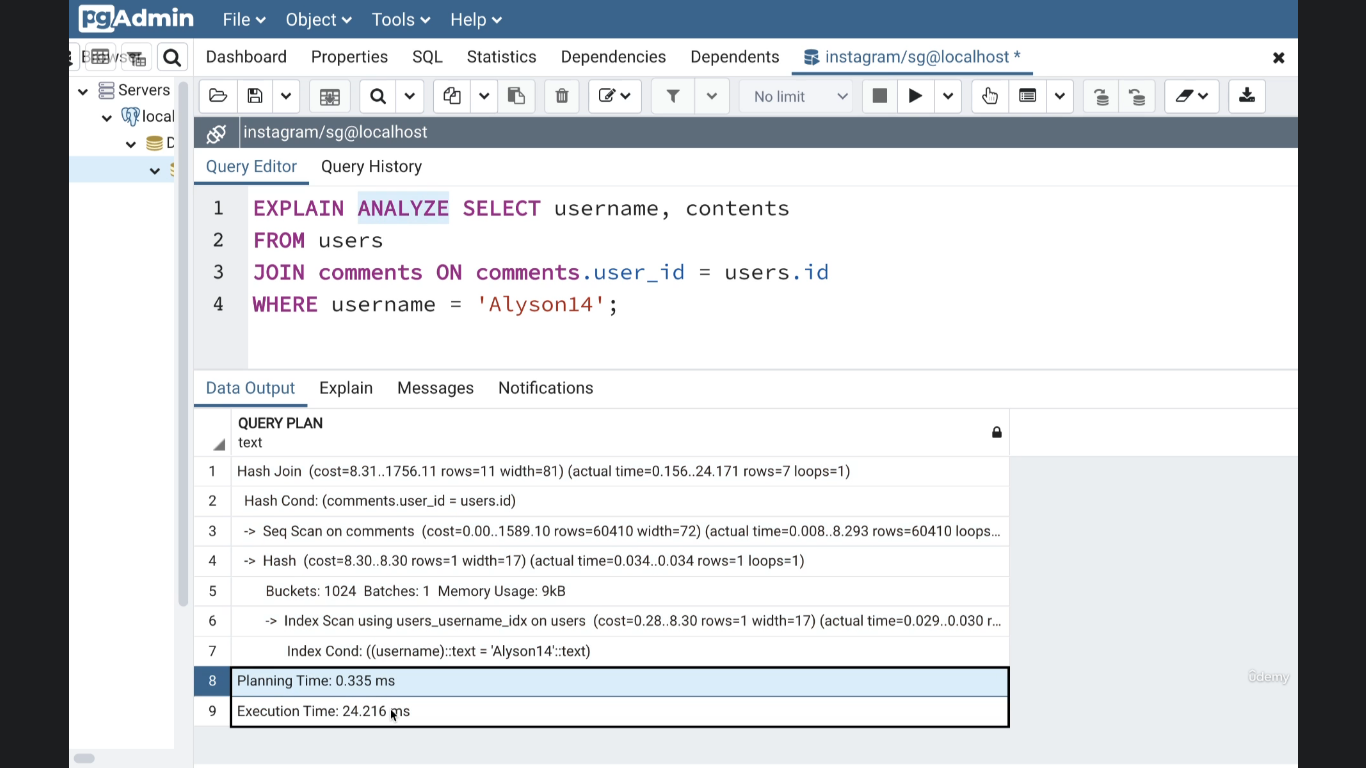 pgAdmin File Object Tools Help
Dashboard Properties SQL Statistics Dependencies Dependents instagram/sg@localhost *
Servers
No limit
local
D
instagram/sg@localhost
Query Editor Query History
1 EXPLAIN ANALYZE SELECT username, contents
2 FROM users
3 JOIN comments ON comments.user_id = users.id
4 WHERE username = 'Alyson14';
Data Output Explain Messages Notifications
QUERY PLAN
text
1 Hash Join (cost=8.31..1756.11 rows=11 width=81) (actual time=0.156..24.171 rows=7 loops=1)
2 Hash Cond: (comments.user_id = users.id)
3 -> Seq Scan on comments (cost=0.00..1589.10 rows=60410 width=72) (actual time=0.008..8.293 rows=60410 loops...
4 -> Hash (cost=8.30..8.30 rows=1 width=17) (actual time=0.034..0.034 rows=1 loops=1)
5 Buckets: 1024 Batches: 1 Memory Usage: 9kB
6 -> Index Scan using users_username_idx on users (cost=0.28..8.30 rows=1 width=17) (actual time=0.029..0.030 r...
7 Index Cond: ((username)::text = 'Alyson14'::text)
8 Planning Time: 0.335 ms
ûdemy
9 Execution Time: 24.216 ms